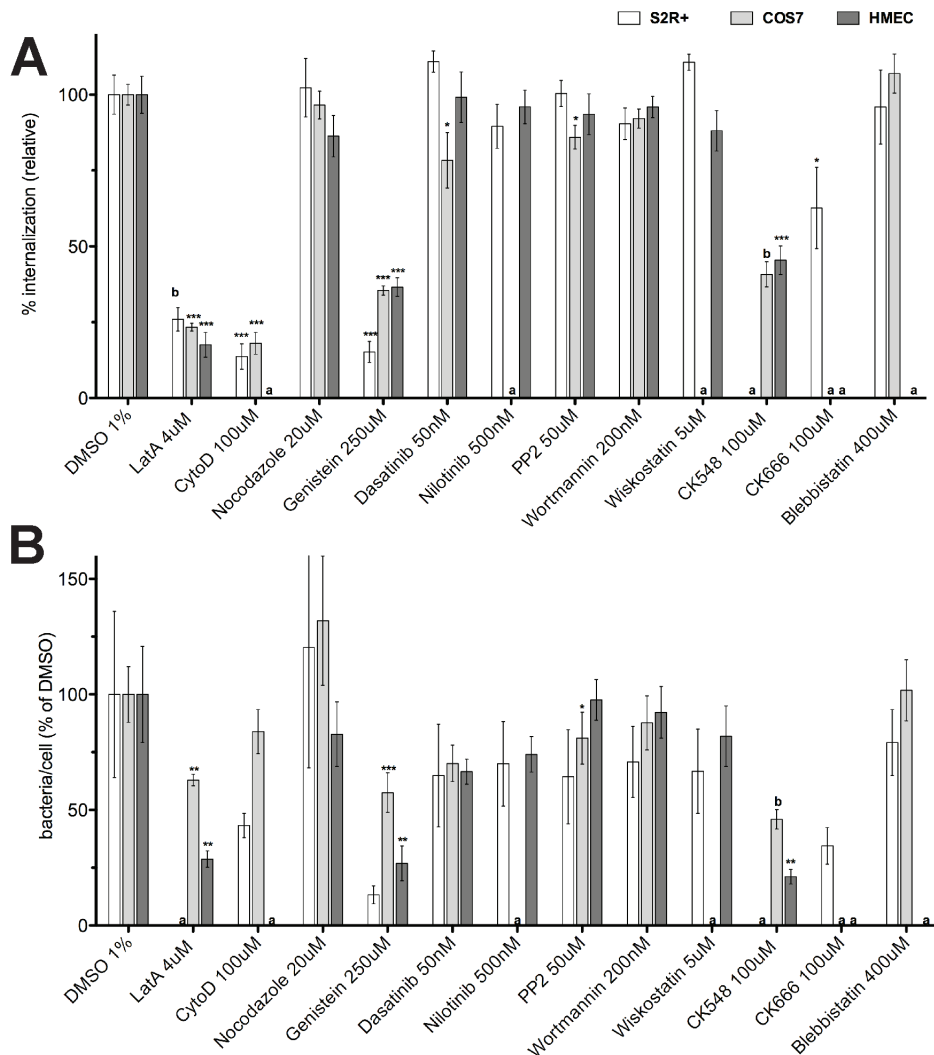 S2R+ COS7 HMEC
A
% internalization (relative)
100
50
0
b
***
***
***
***
a
***
***
***
*
a
*
a
a
b
***
*
a a
a
DMSO 1%
LatA 4uM
CytoD 100uM
Nocodazole 20uM
Genistein 250uM
Dasatinib 50nM
Nilotinib 500nM
PP2 50uM
Wortmannin 200nM
Wiskostatin 5uM
CK548 100uM
CK666 100uM
Blebbistatin 400uM
B
bacteria/cell (% of DMSO)
150
100
50
0
a
**
**
a
***
**
a
*
a
a
b
**
a a
a
DMSO 1%
LatA 4uM
CytoD 100uM
Nocodazole 20uM
Genistein 250uM
Dasatinib 50nM
Nilotinib 500nM
PP2 50uM
Wortmannin 200nM
Wiskostatin 5uM
CK548 100uM
CK666 100uM
Blebbistatin 400uM